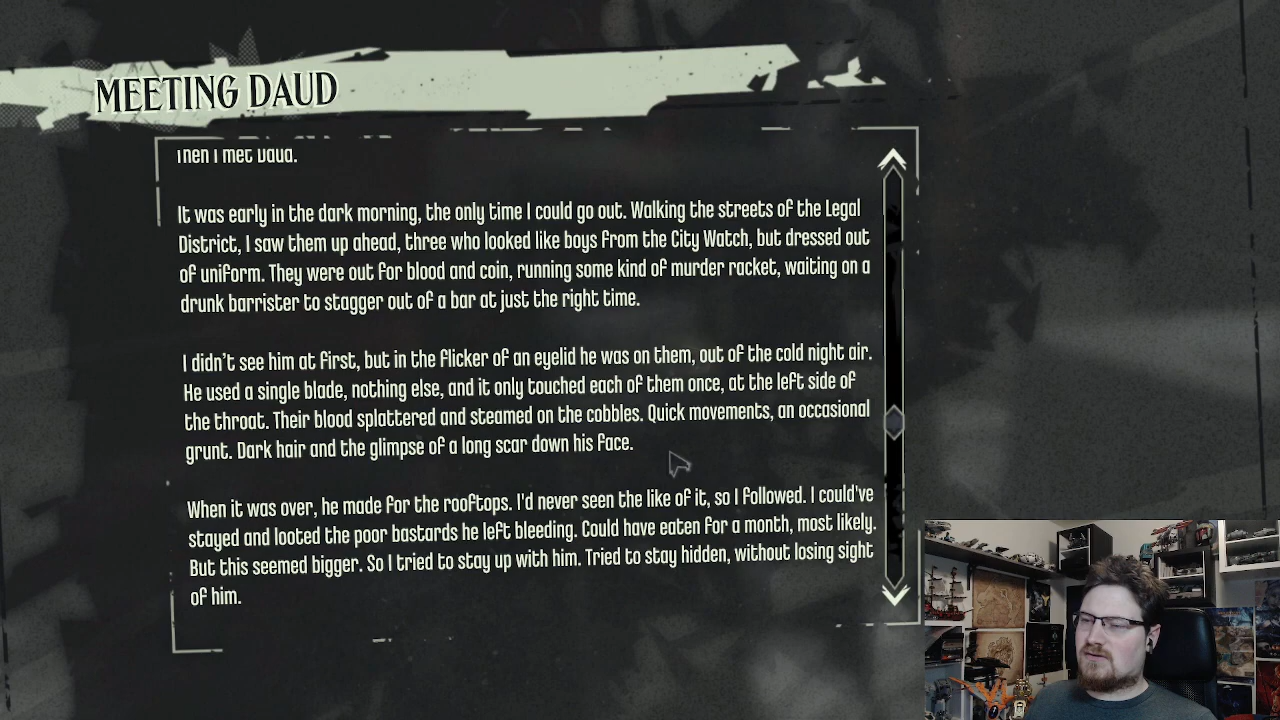 MEETING DAUD
Then I met Daud.
It was early in the dark morning, the only time I could go out. Walking the streets of the Legal
District, I saw them up ahead, three who looked like boys from the City Watch, but dressed out
of uniform. They were out for blood and coin, running some kind of murder racket, waiting on a
drunk barrister to stagger out of a bar at just the right time.
I didn't see him at first, but in the flicker of an eyelid he was on them, out of the cold night air.
He used a single blade, nothing else, and it only touched each of them once, at the left side of
the throat. Their blood splattered and steamed on the cobbles. Quick movements, an occasional
grunt. Dark hair and the glimpse of a long scar down his face.
When it was over, he made for the rooftops. I'd never seen the like of it, so I followed. I could've
stayed and looted the poor bastards he left bleeding. Could have eaten for a month, most likely.
But this seemed bigger. So I tried to stay up with him. Tried to stay hidden, without losing sight
of him.